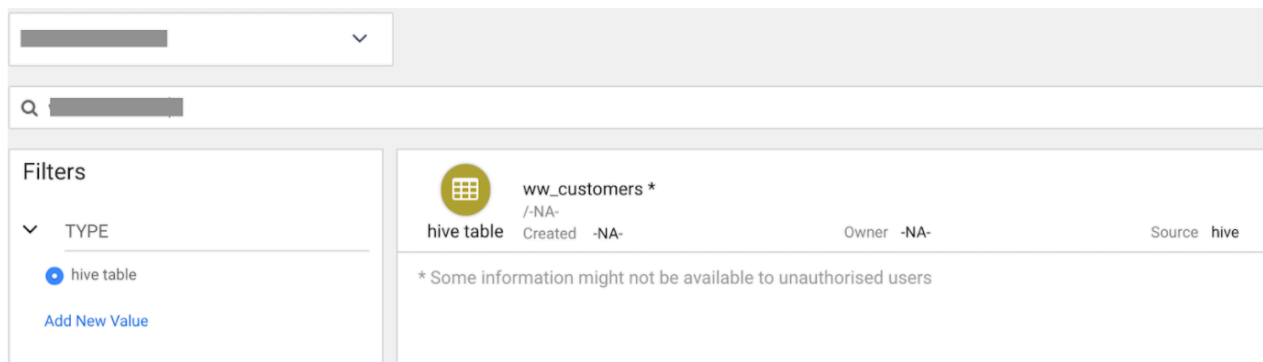 Filters
TYPE
hive table
Add New Value
hive table
ww_customers *
/-NA-
Created -NA- Owner -NA- Source hive
* Some information might not be available to unauthorised users